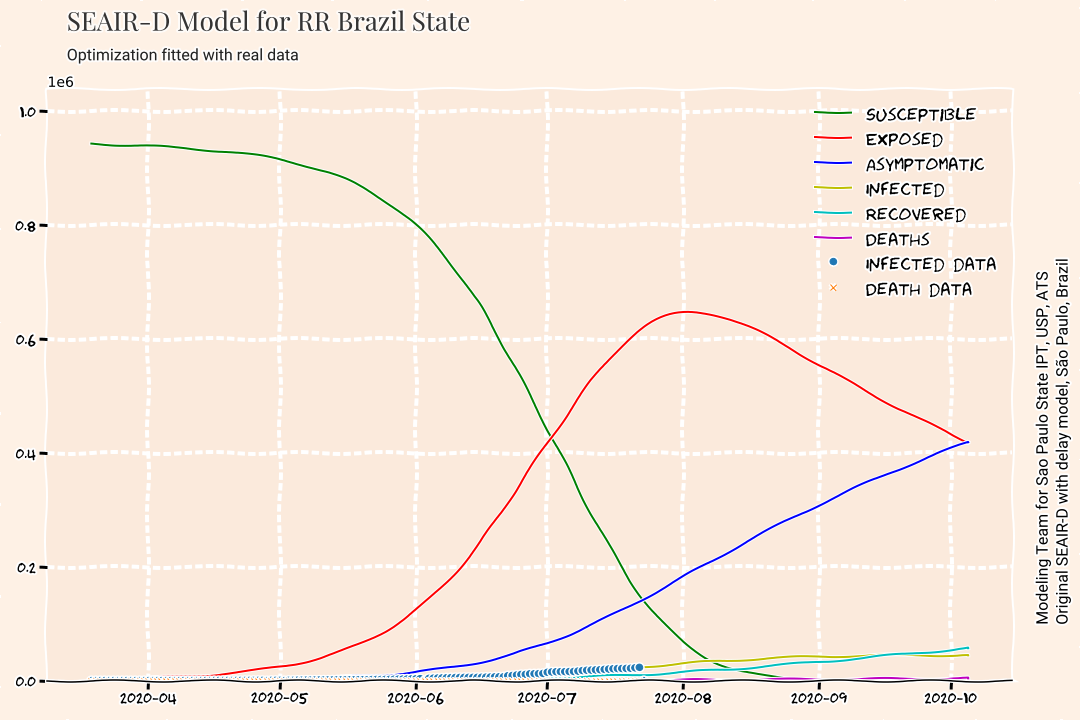 SEAIR-D Model for RR Brazil State
Optimization fitted with real data
1e6
1.0
0.8
0.6
0.4
0.2
0.0
2020-04
2020-05
2020-06
2020-07
2020-08
2020-09
2020-10
SUSCEPTIBLE
EXPOSED
ASYMPTOMATIC
INFECTED
RECOVERED
DEATHS
INFECTED DATA
DEATH DATA
Modeling Team for Sao Paulo State IPT, USP, ATS
Original SEAIR-D with delay model, São Paulo, Brazil